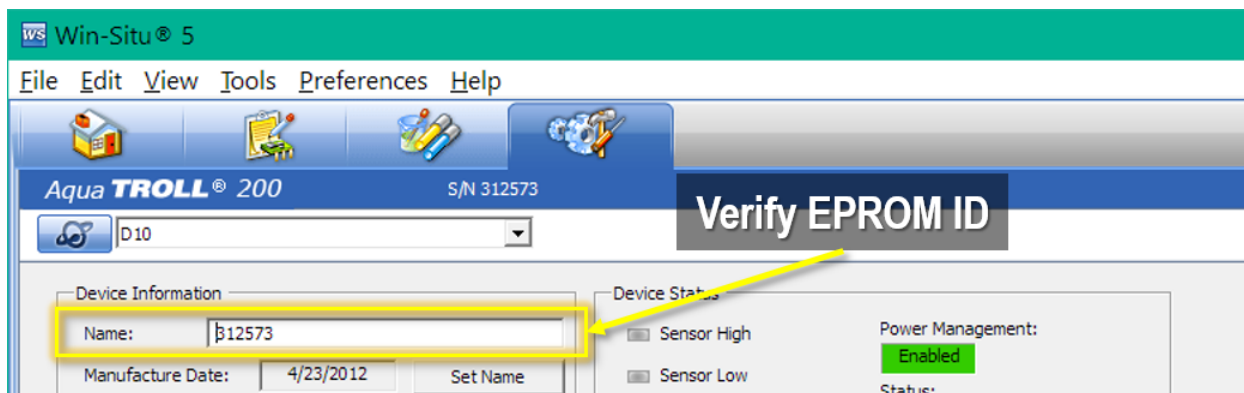 WS Win-Situ® 5
File Edit View Tools Preferences Help
Aqua TROLL® 200 S/N 312573
Verify EPROM ID
D10
Device Information
Device Status
Name: 312573
Sensor High
Power Management:
Enabled
Manufacture Date: 4/23/2012 Set Name
Sensor Low
Status: